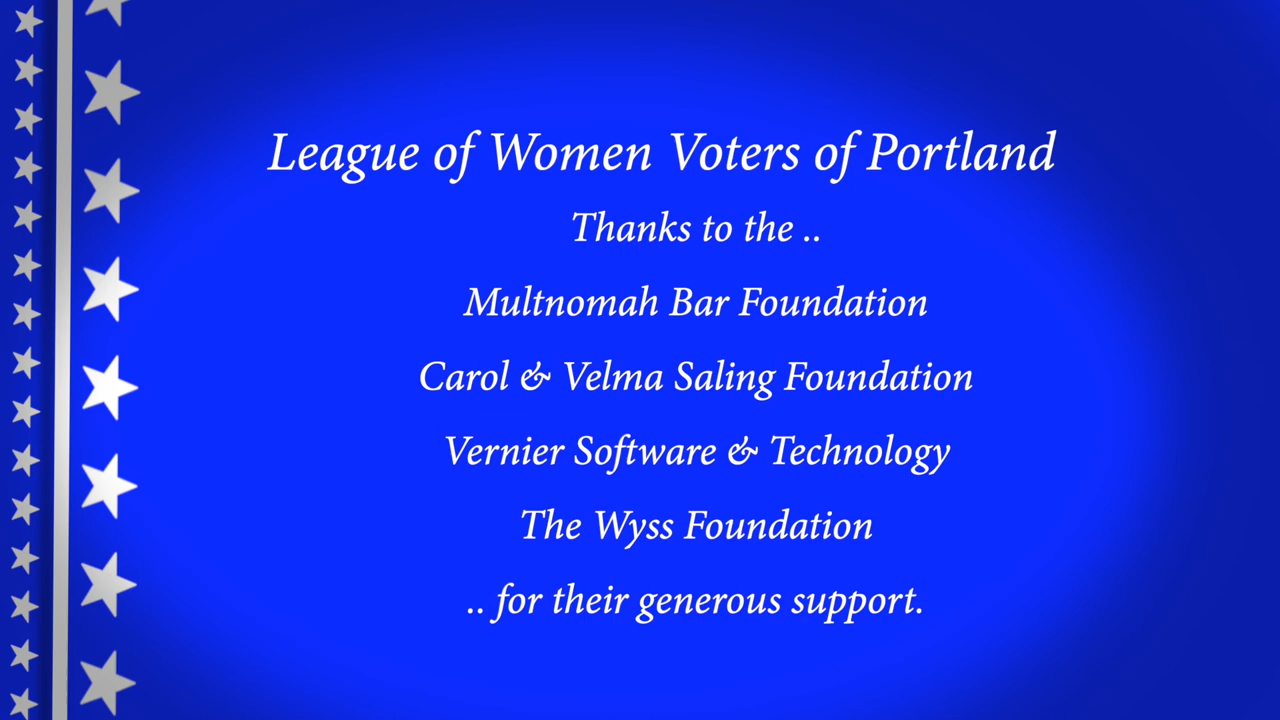 League of Women Voters of Portland
Thanks to the ..
Multnomah Bar Foundation
Carol & Velma Saling Foundation
Vernier Software & Technology
The Wyss Foundation
.. for their generous support.